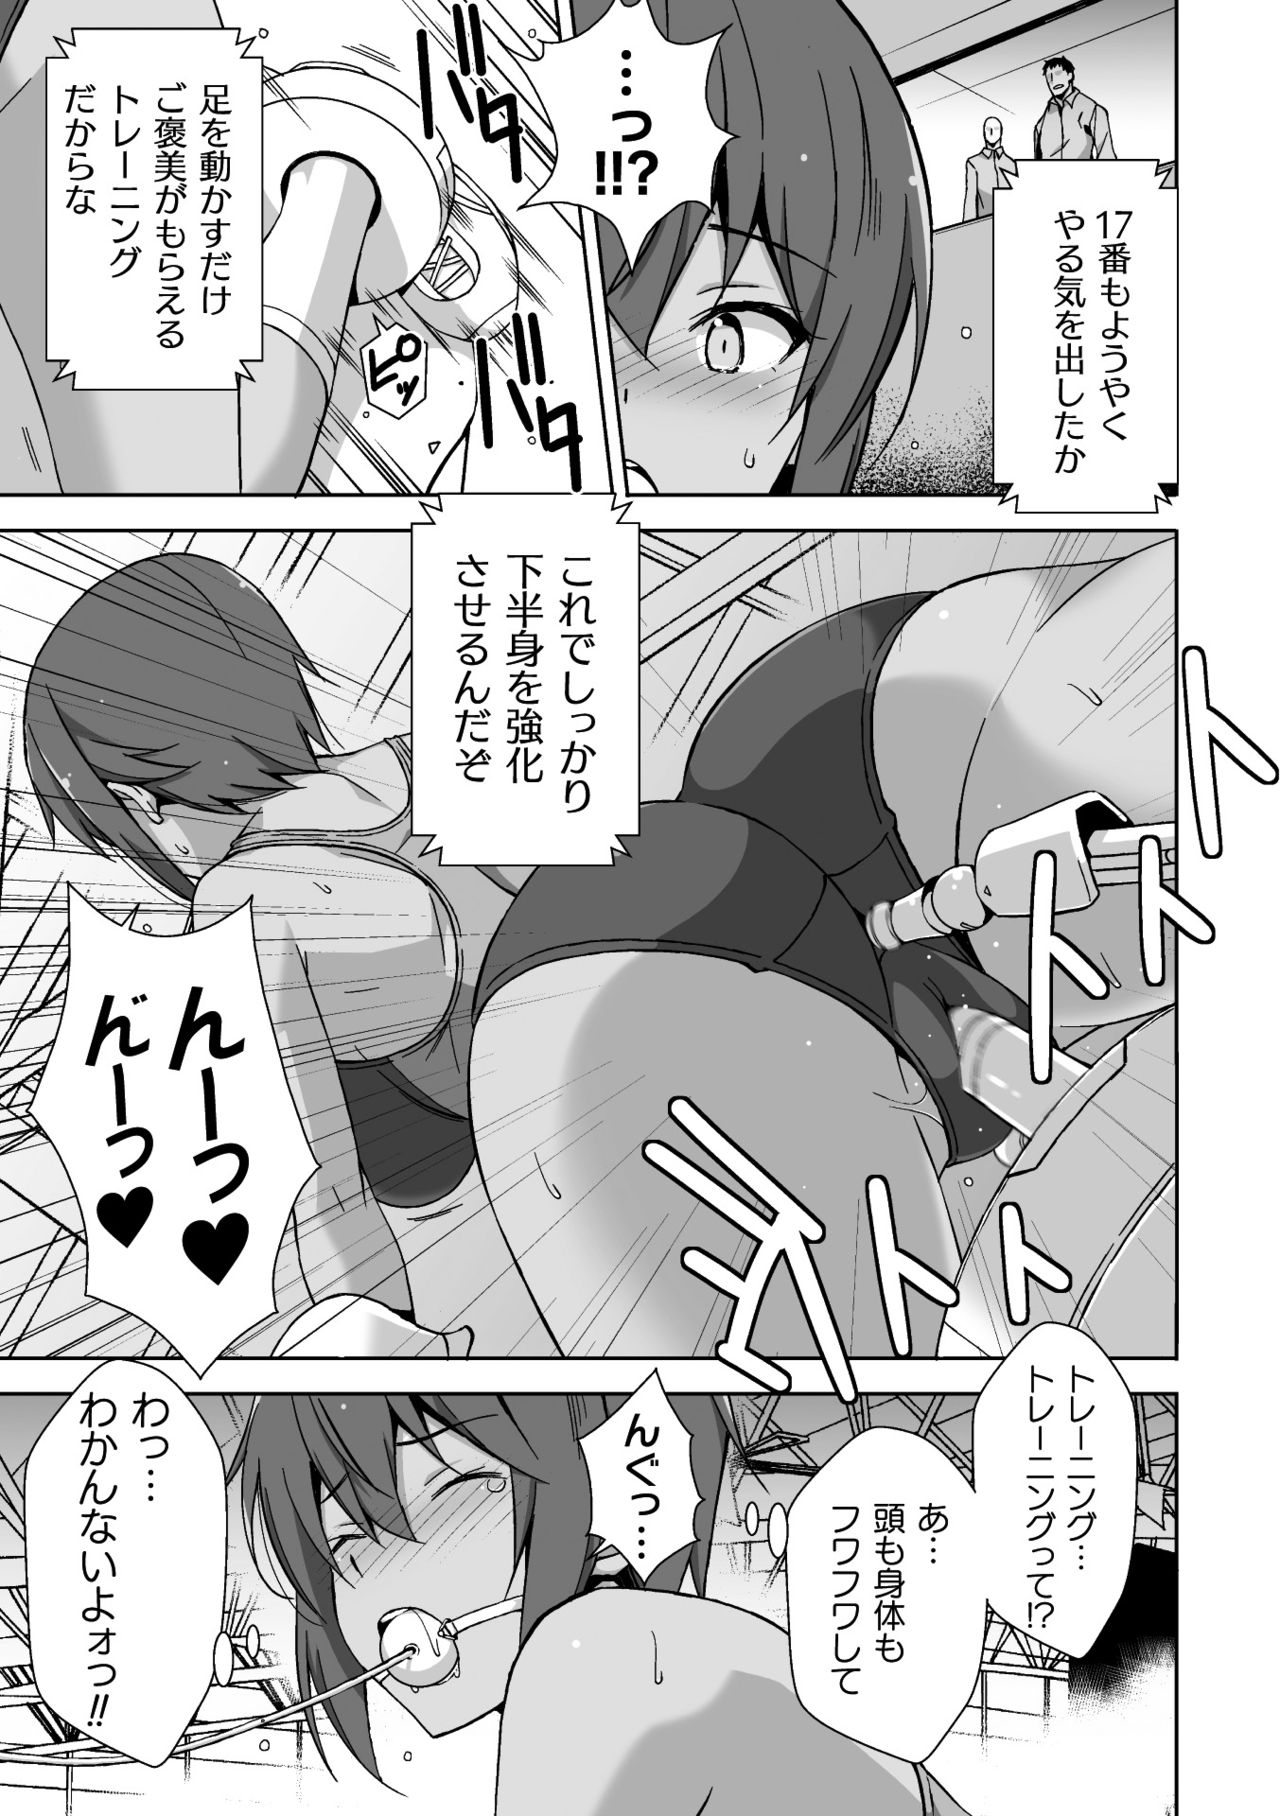 17番もようやく
やる気を出したか
…っ
!!?
足を動かすだけ
ご褒美がもらえる
トレーニング
だからな
バタ
バタ
ピッ
これでしっかり
下半身を強化
させるんだぞ
トトトト
んーっ♥
んーっ♥
トレーニング…
トレーニングって!?
あ…
頭も身体も
フワフワして
んぐっ…
わっ…
わかんないよォっ!!